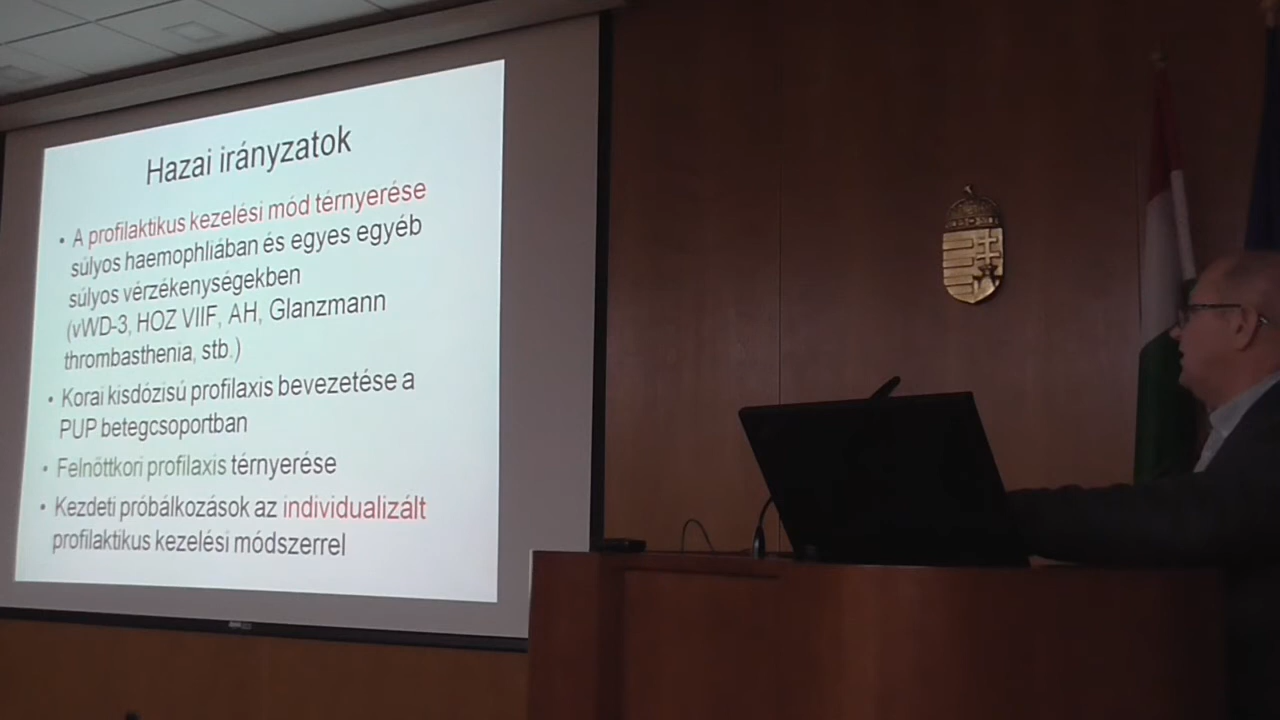 Hazai irányzatok
• A profilaktikus kezelési mód térnyerése
súlyos haemophliában és egyes egyéb
súlyos vérzékenységekben
(vWD-3, HOZ VIIF, AH, Glanzmann
thrombasthenia, stb.)
• Korai kisdózisú profilaxis bevezetése a
PUP betegcsoportban
• Felnőttkori profilaxis térnyerése
• Kezdeti próbálkozások az individualizált
profilaktikus kezelési módszerrel